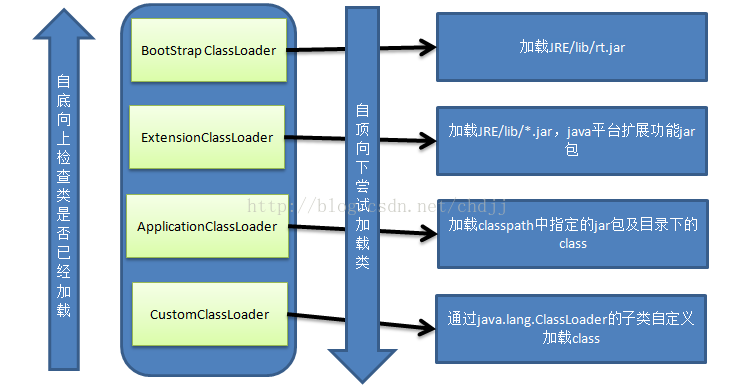 自底向上检查类是否已经加载
BootStrap ClassLoader
ExtensionClassLoader
ApplicationClassLoader
CustomClassLoader
自顶向下尝试加载类
加载JRE/lib/rt.jar
加载JRE/lib/*.jar，java平台扩展功能jar
包
加载classpath中指定的jar包及目录下的
class
通过java.lang.ClassLoader的子类自定义
加载class
http://blog.csdn.net/chdjj